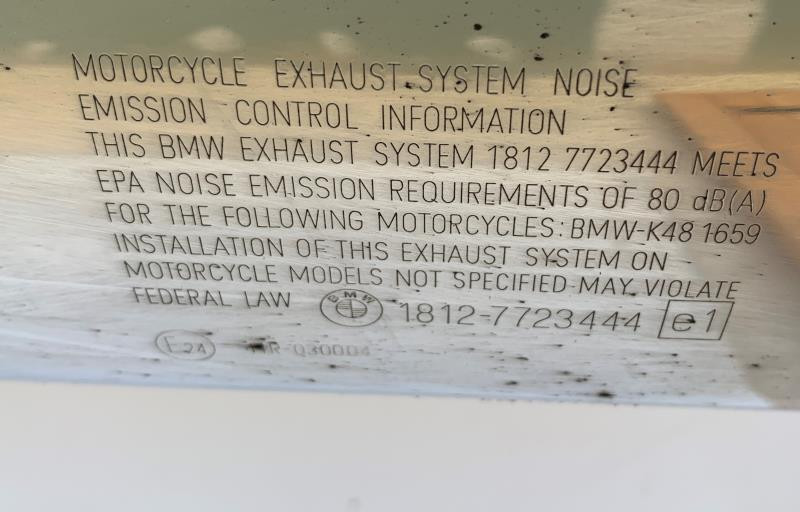 MOTORCYCLE EXHAUST SYSTEM NOISE
EMISSION CONTROL INFORMATION
THIS BMW EXHAUST SYSTEM 1812 7723444 MEETS
EPA NOISE EMISSION REQUIREMENTS OF 80 dB(A)
FOR THE FOLLOWING MOTORCYCLES: BMW-K48 1659
INSTALLATION OF THIS EXHAUST SYSTEM ON
MOTORCYCLE MODELS NOT SPECIFIED MAY VIOLATE
FEDERAL LAW BMW 1812-7723444 e1
E24